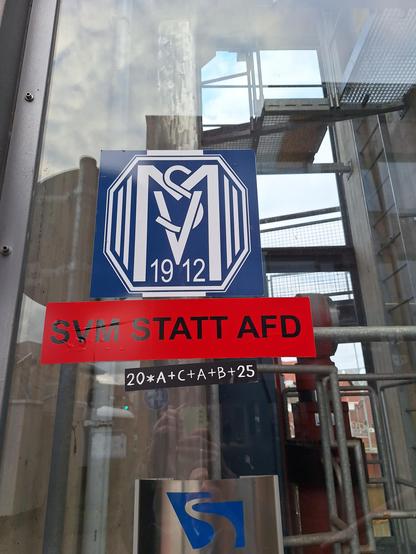 SVM
1912
SVM STATT AFD
20*A+C+A+B+25